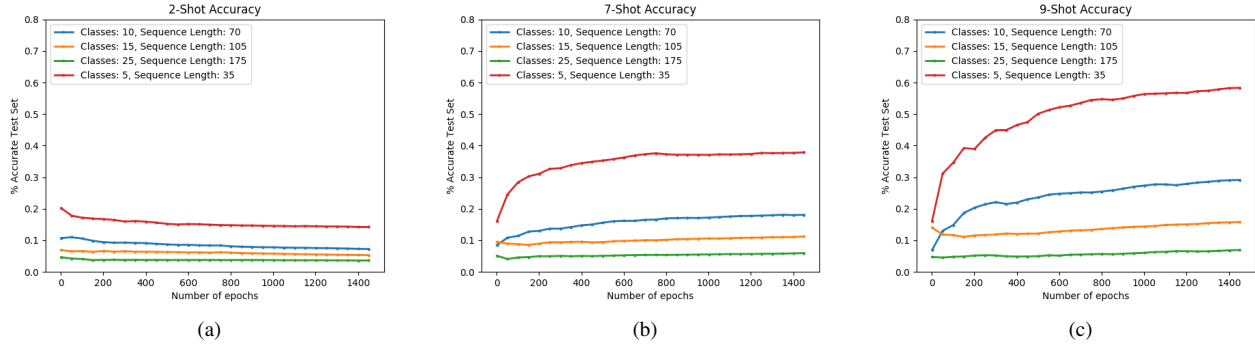 2-Shot Accuracy
0.8
0.7
0.6
0.5
0.4
0.3
0.2
0.1
0.0
% Accurate Test Set
Classes: 10, Sequence Length: 70
Classes: 15, Sequence Length: 105
Classes: 25, Sequence Length: 175
Classes: 5, Sequence Length: 35
0 200 400 600 800 1000 1200 1400
Number of epochs
(a)
7-Shot Accuracy
0.8
0.7
0.6
0.5
0.4
0.3
0.2
0.1
0.0
% Accurate Test Set
Classes: 10, Sequence Length: 70
Classes: 15, Sequence Length: 105
Classes: 25, Sequence Length: 175
Classes: 5, Sequence Length: 35
0 200 400 600 800 1000 1200 1400
Number of epochs
(b)
9-Shot Accuracy
0.8
0.7
0.6
0.5
0.4
0.3
0.2
0.1
0.0
% Accurate Test Set
Classes: 10, Sequence Length: 70
Classes: 15, Sequence Length: 105
Classes: 25, Sequence Length: 175
Classes: 5, Sequence Length: 35
0 200 400 600 800 1000 1200 1400
Number of epochs
(c)